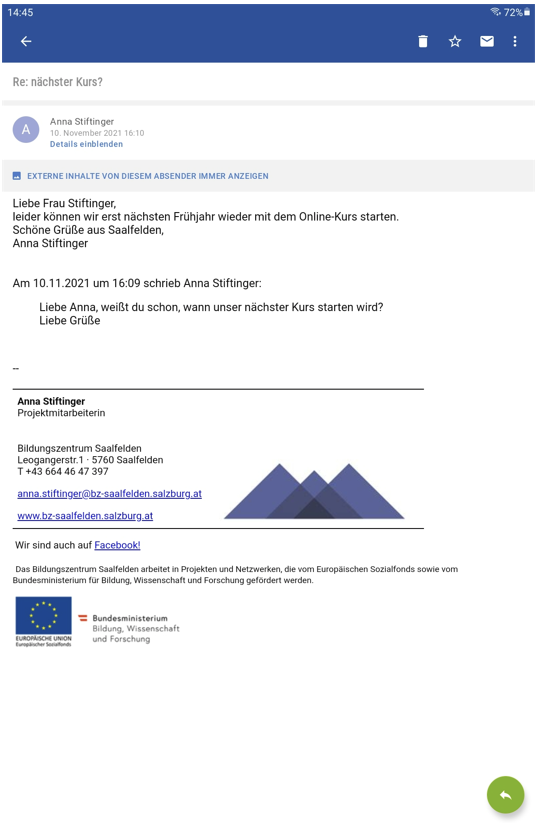 14:45
72%
Re: nächster Kurs?
A
Anna Stiftinger
10. November 2021 16:10
Details einblenden
EXTERNE INHALTE VON DIESEM ABSENDER IMMER ANZEIGEN
Liebe Frau Stiftinger,
leider können wir erst nächsten Frühjahr wieder mit dem Online-Kurs starten.
Schöne Grüße aus Saalfelden,
Anna Stiftinger
Am 10.11.2021 um 16:09 schrieb Anna Stiftinger:
Liebe Anna, weißt du schon, wann unser nächster Kurs starten wird?
Liebe Grüße
--
Anna Stiftinger
Projektmitarbeiterin
Bildungszentrum Saalfelden
Leogangerstr.1 · 5760 Saalfelden
T +43 664 46 47 397
anna.stiftinger@bz-saalfelden.salzburg.at
www.bz-saalfelden.salzburg.at
Wir sind auch auf Facebook!
Das Bildungszentrum Saalfelden arbeitet in Projekten und Netzwerken, die vom Europäischen Sozialfonds sowie vom
Bundesministerium für Bildung, Wissenschaft und Forschung gefördert werden.
EUROPÄISCHE UNION
Europäischer Sozialfonds
Bundesministerium
Bildung, Wissenschaft
und Forschung